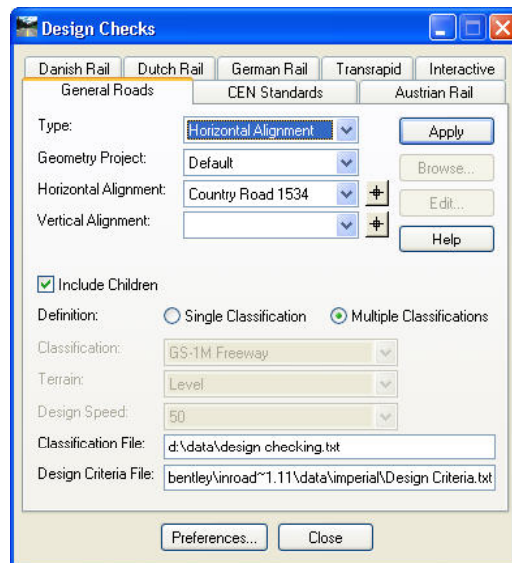 Design Checks
Danish Rail Dutch Rail German Rail Transrapid Interactive
General Roads CEN Standards Austrian Rail
Type: Horizontal Alignment Apply
Geometry Project: Default Browse...
Horizontal Alignment: Country Road 1534 Edit...
Vertical Alignment: Help
Include Children
Definition: Single Classification Multiple Classifications
Classification: GS-1M Freeway
Terrain: Level
Design Speed: 50
Classification File: d:\data\design checking.txt
Design Criteria File: bentley\inroad~1.11\data\imperial\Design Criteria.txt
Preferences... Close